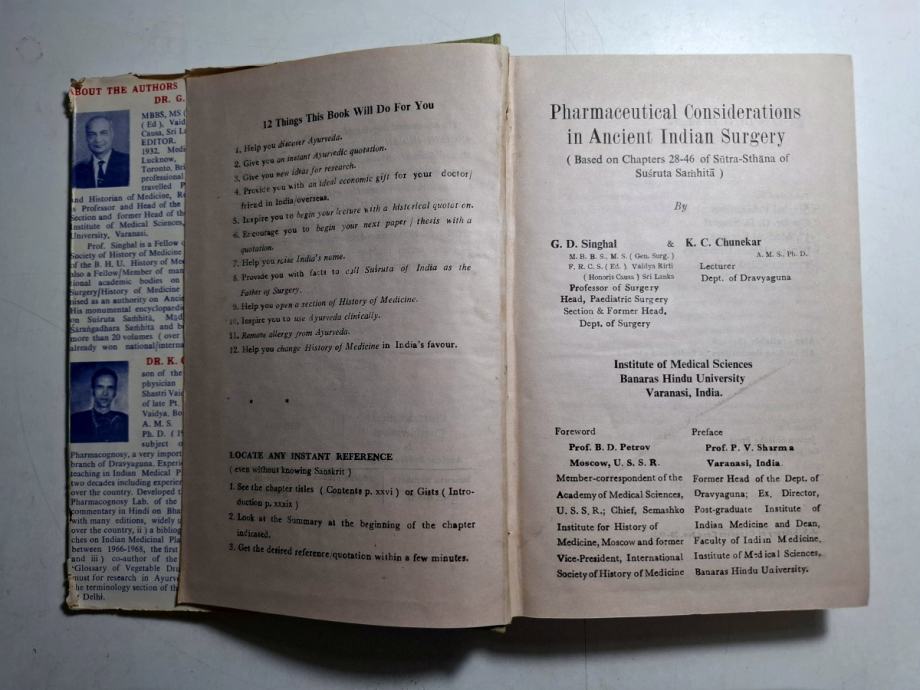 ABOUT THE AUTHORS
DR. G.
MBBS, MS (
( Ed ), Vaid
Causa, Sri La
EDITOR.
1932, Medi
Lucknow,
Toronto, Bri
professional
travelled P
and Historian of Medicine, Re
as Professor and Head of the
Section and former Head of th
Institute of Medical Sciences,
University, Varanasi.
Prof. Singhal is a Fellow o
Society of History of Medicine
of the B. H. U. History of Med
also a Fellow/Member of man
tional academic bodies on
Surgery/History of Medicine
nised as an authority on Ancie
His monumental encyclopaedia
on Suśruta Saṁhitā, Mād
Śārṅgadhara Saṁhitā and b
more than 20 volumes ( over
already won national/interna
DR. K. C
son of the
physician
Shastri Vaid
of late Pt.
Vaidya, Bo
A. M. S.
Ph. D. ( 19
subject o
Pharmacognosy, a very import
branch of Dravyaguna. Experie
teaching in Indian Medical P
two decades including experien
over the country. Developed t
Pharmacognosy Lab. of the
commentary in Hindi on Bha
with many editions, widely u
over the country, ii ) a bibliog
ches on Indian Medicinal Pla
between 1966-1968, the first
and iii ) co-author of the
'Glossary of Vegetable Dru
must for research in Ayurve
the terminology section of th
Delhi.
12 Things This Book Will Do For You
1. Help you discover Ayurveda.
2. Give you an instant Ayurvedic quotation.
3. Give you new ideas for research.
4. Provide you with an ideal economic gift for your doctor/
friend in India/overseas.
5. Inspire you to begin your lecture with a historical quotation.
6. Encourage you to begin your next paper / thesis with a
quotation.
7. Help you raise India's name.
8. Provide you with facts to call Suśruta of India as the
Father of Surgery.
9. Help you open a section of History of Medicine.
10. Inspire you to use Ayurveda clinically.
11. Remove allergy from Ayurveda.
12. Help you change History of Medicine in India's favour.
LOCATE ANY INSTANT REFERENCE
( even without knowing Sanskrit )
1. See the chapter titles ( Contents p. xxvi ) or Gists ( Intro-
duction p. xxxix )
2. Look at the Summary at the beginning of the chapter
indicated.
3. Get the desired reference/quotation within a few minutes.
Pharmaceutical Considerations
in Ancient Indian Surgery
( Based on Chapters 28-46 of Sūtra-Sthāna of
Suśruta Saṁhitā )
By
G. D. Singhal & K. C. Chunekar
M. B. B. S., M. S. ( Gen. Surg. ) A. M. S., Ph. D.
F. R. C. S. ( Ed. ) Vaidya Kirti Lecturer
( Honoris Causa ) Sri Lanka Dept. of Dravyaguna
Professor of Surgery
Head, Paediatric Surgery
Section & Former Head,
Dept. of Surgery
Institute of Medical Sciences
Banaras Hindu University
Varanasi, India.
Foreword
Prof. B. D. Petrov
Moscow, U. S. S. R.
Member-correspondent of the
Academy of Medical Sciences,
U. S. S. R.; Chief, Semashko
Institute for History of
Medicine, Moscow and former
Vice-President, International
Society of History of Medicine
Preface
Prof. P. V. Sharma
Varanasi, India
Former Head of the Dept. of
Dravyaguna; Ex. Director,
Post-graduate Institute of
Indian Medicine and Dean,
Faculty of Indian Medicine,
Institute of Medical Sciences,
Banaras Hindu University.